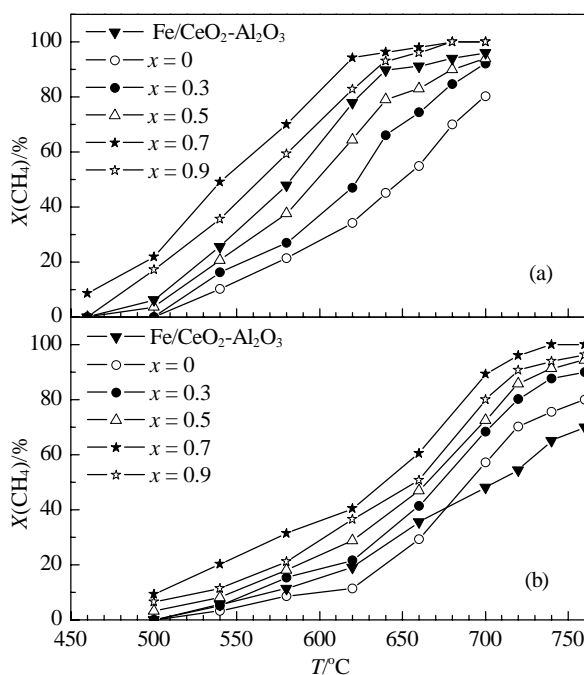 100
80
60
40
20
0
X(CH₄)/%
Fe/CeO₂-Al₂O₃
x = 0
x = 0.3
x = 0.5
x = 0.7
x = 0.9
(a)
100
80
60
40
20
0
X(CH₄)/%
Fe/CeO₂-Al₂O₃
x = 0
x = 0.3
x = 0.5
x = 0.7
x = 0.9
(b)
450 500 550 600 650 700 750
T/°C